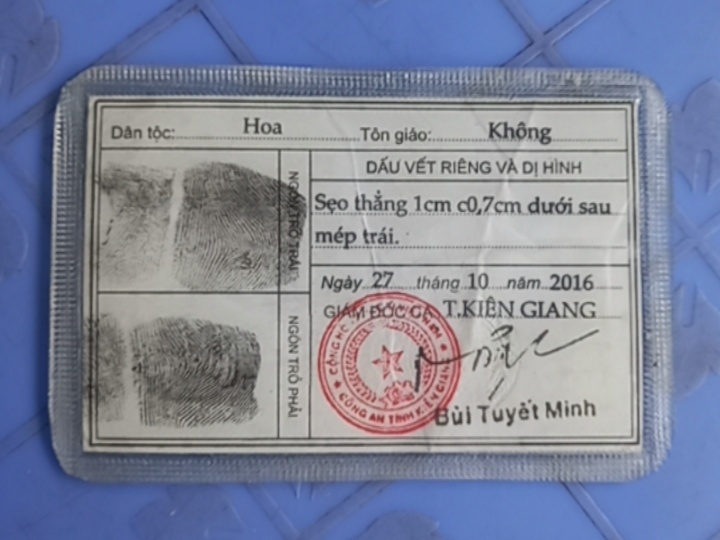 Dân tộc: Hoa Tôn giáo: Không
DẤU VẾT RIÊNG VÀ DỊ HÌNH
Sẹo thẳng 1cm c0,7cm dưới sau
mép trái.
NGÓN TRỎ TRÁI
Ngày 27 tháng 10 năm 2016
GIÁM ĐỐC CA T.KIÊN GIANG
NGÓN TRỎ PHẢI
CÔNG AN TỈNH KIÊN GIANG
Bùi Tuyết Minh